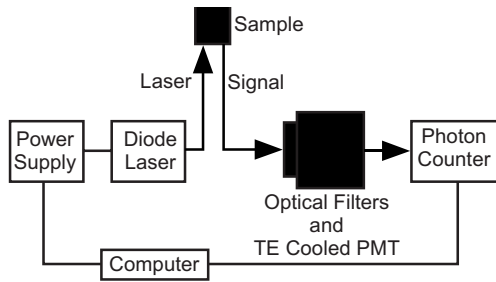 Sample
Laser
Signal
Power
Supply
Diode
Laser
Photon
Counter
Optical Filters
and
TE Cooled PMT
Computer